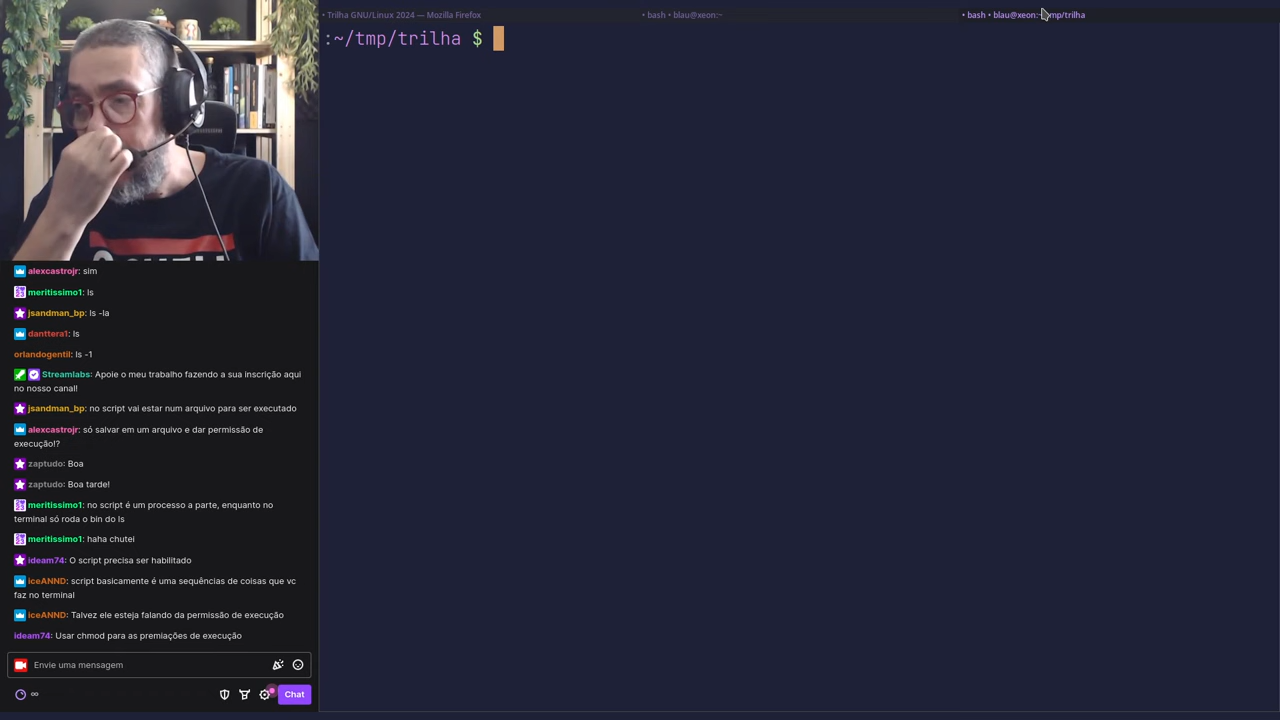 • Trilha GNU/Linux 2024 — Mozilla Firefox
• bash • blau@xeon:~
• bash • blau@xeon:~/tmp/trilha
:~/tmp/trilha $
alexcastrojr: sim
meritissimo1: ls
jsandman_bp: ls -la
danttera1: ls
orlandogentil: ls -1
Streamlabs: Apoie o meu trabalho fazendo a sua inscrição aqui
no nosso canal!
jsandman_bp: no script vai estar num arquivo para ser executado
alexcastrojr: só salvar em um arquivo e dar permissão de
execução!?
zaptudo: Boa
zaptudo: Boa tarde!
meritissimo1: no script é um processo a parte, enquanto no
terminal só roda o bin do ls
meritissimo1: haha chutei
ideam74: O script precisa ser habilitado
iceANND: script basicamente é uma sequências de coisas que vc
faz no terminal
iceANND: Talvez ele esteja falando da permissão de execução
ideam74: Usar chmod para as premiações de execução
Envie uma mensagem
∞
Chat